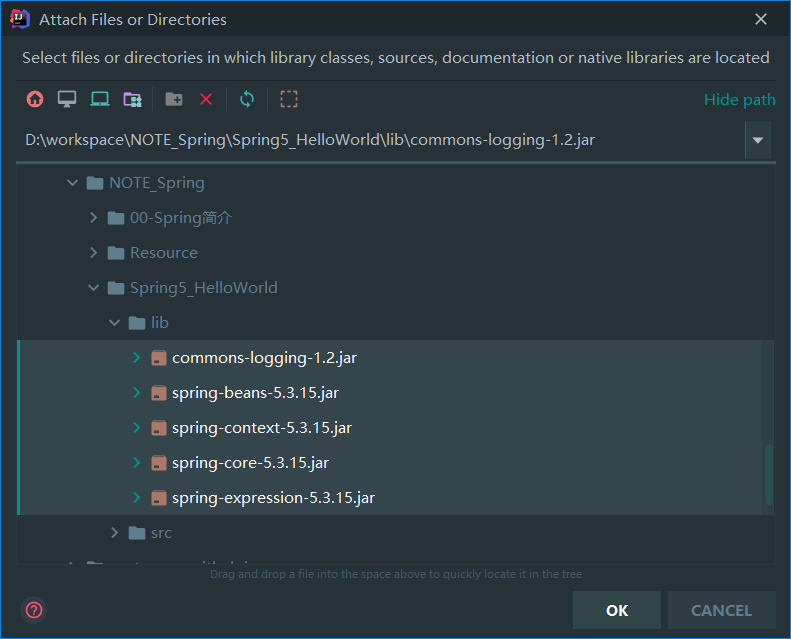 Attach Files or Directories
Select files or directories in which library classes, sources, documentation or native libraries are located
Hide path
D:\workspace\NOTE_Spring\Spring5_HelloWorld\lib\commons-logging-1.2.jar
NOTE_Spring
00-Spring简介
Resource
Spring5_HelloWorld
lib
commons-logging-1.2.jar
spring-beans-5.3.15.jar
spring-context-5.3.15.jar
spring-core-5.3.15.jar
spring-expression-5.3.15.jar
src
Drag and drop a file into the space above to quickly locate it in the tree
OK
CANCEL